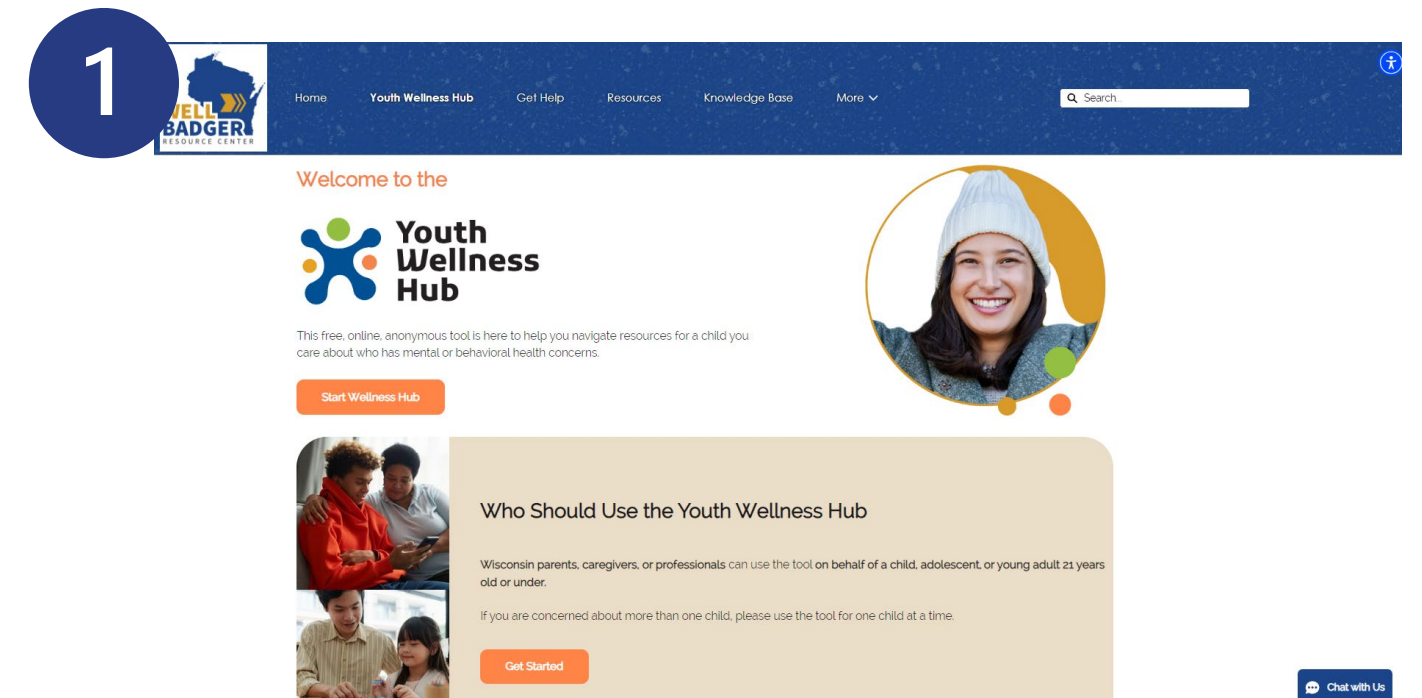 1
WELL
BADGER
RESOURCE CENTER
Home Youth Wellness Hub Get Help Resources Knowledge Base More
Search...
Welcome to the
Youth
Wellness
Hub
This free, online, anonymous tool is here to help you navigate resources for a child you
care about who has mental or behavioral health concerns.
Start Wellness Hub
Who Should Use the Youth Wellness Hub
Wisconsin parents, caregivers, or professionals can use the tool on behalf of a child, adolescent, or young adult 21 years
old or under.
If you are concerned about more than one child, please use the tool for one child at a time.
Get Started
Chat with Us